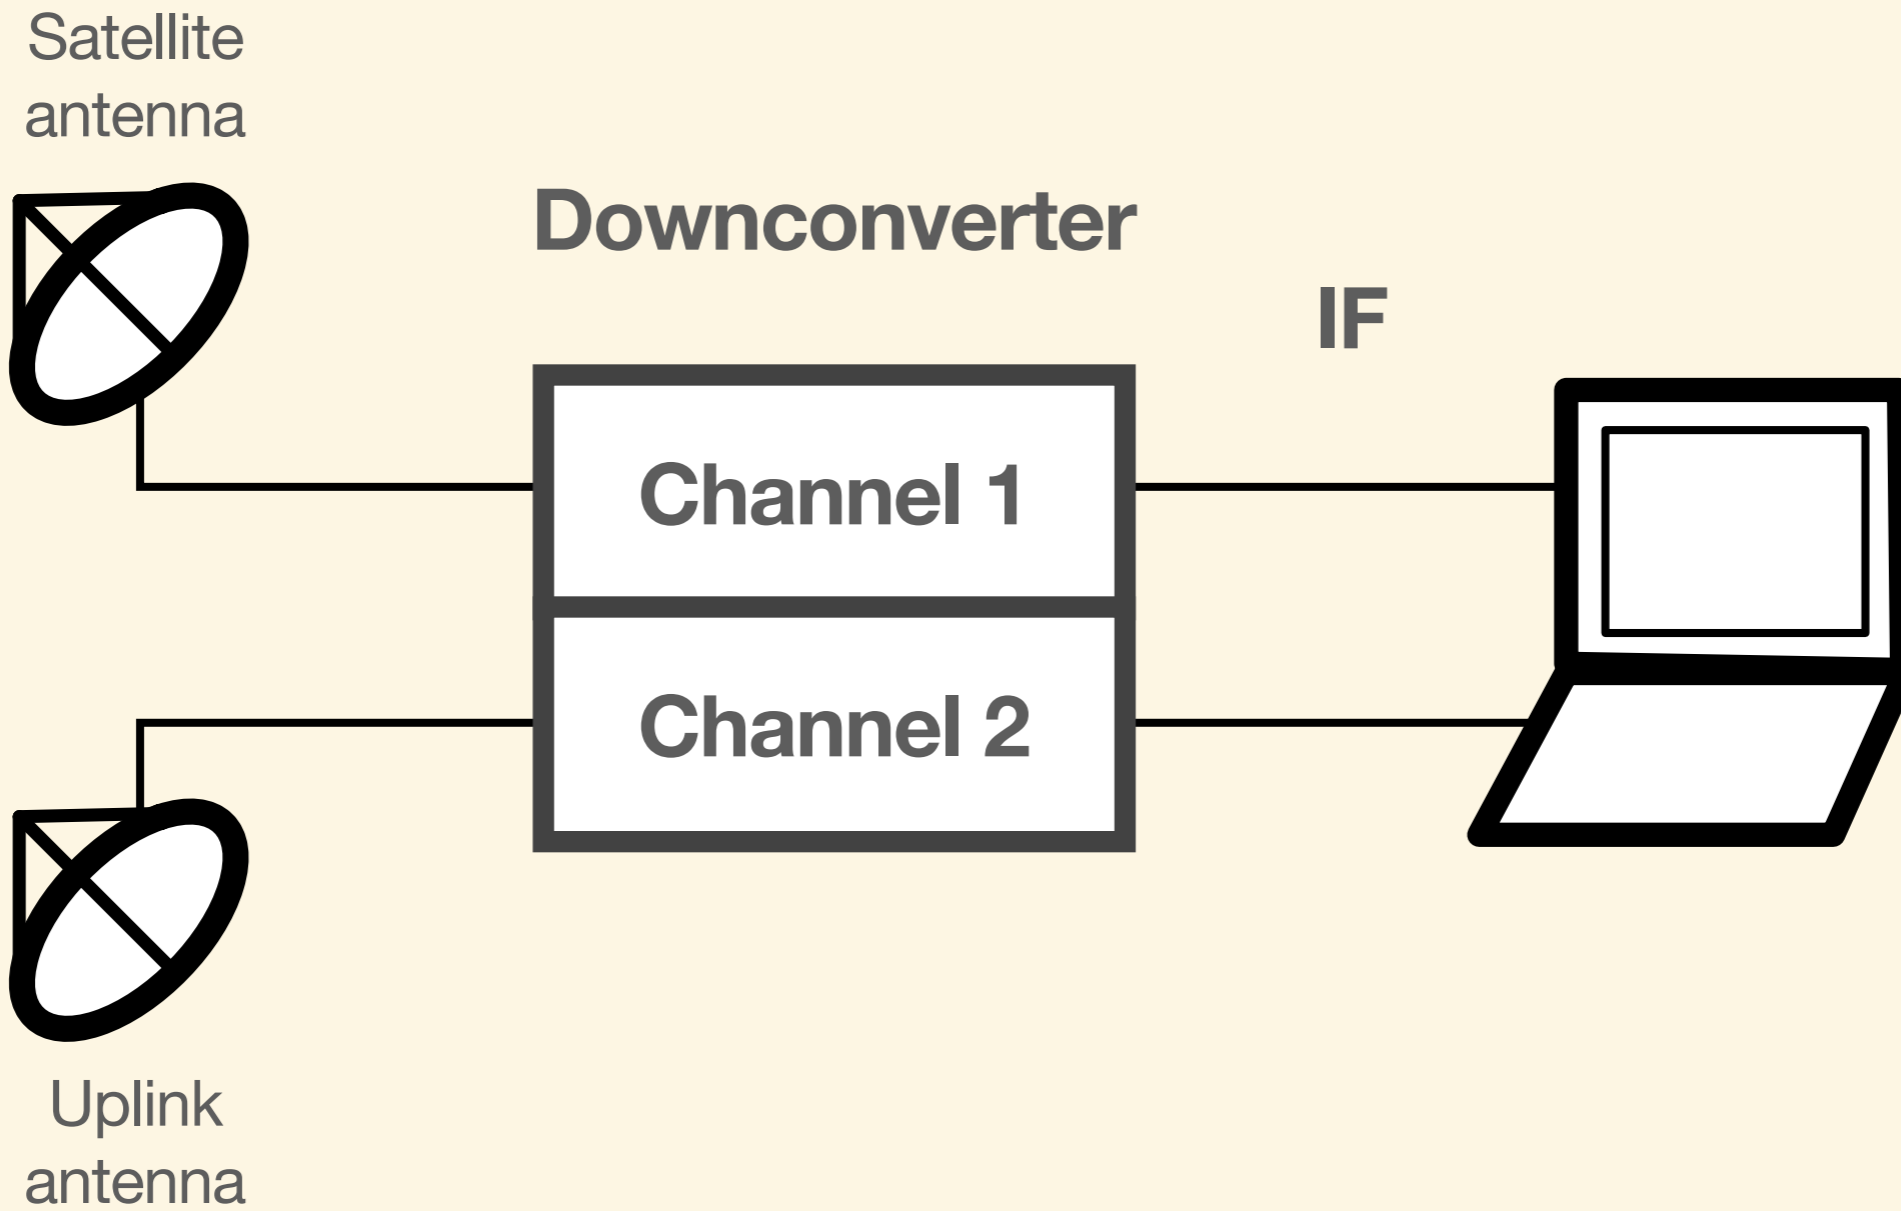 Satellite
antenna
Downconverter
IF
Channel 1
Channel 2
Uplink
antenna